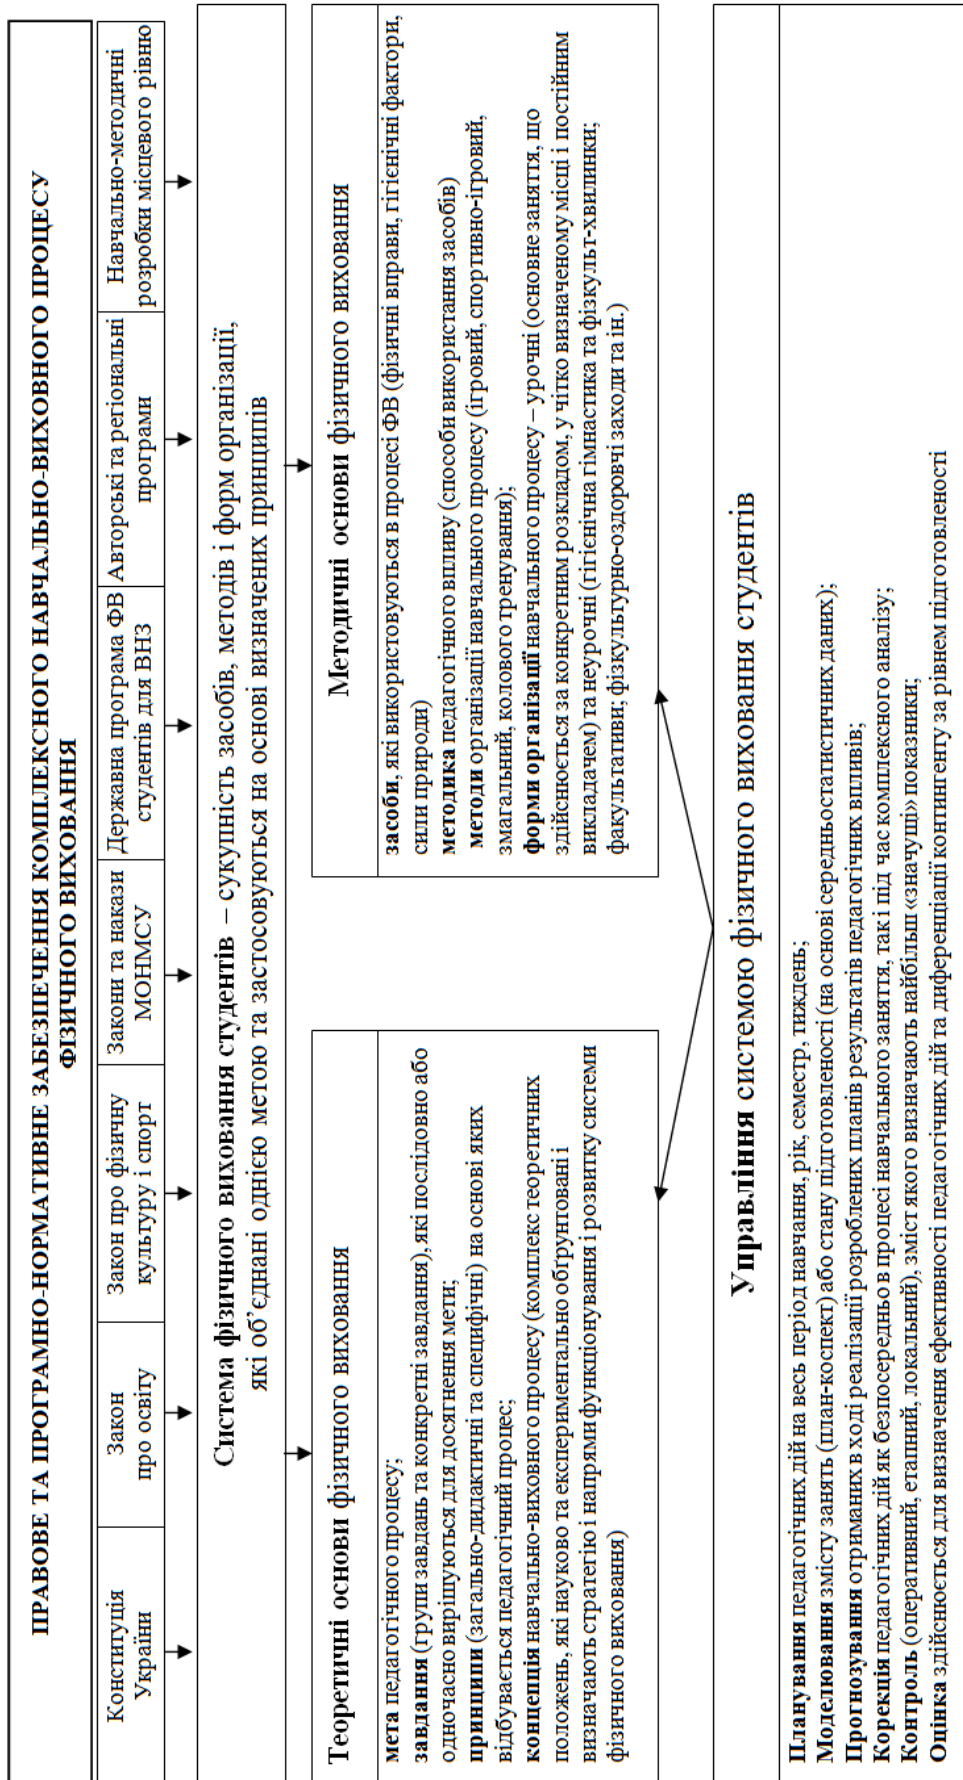 ПРАВОВЕ ТА ПРОГРАМНО-НОРМАТИВНЕ ЗАБЕЗПЕЧЕННЯ КОМПЛЕКСНОГО НАВЧАЛЬНО-ВИХОВНОГО ПРОЦЕСУ
ФІЗИЧНОГО ВИХОВАННЯ
Конституція
України
Закон
про освіту
Закон про фізичну
культуру і спорт
Закони та накази
МОНМСУ
Державна програма ФВ
студентів для ВНЗ
Авторські та регіональні
програми
Навчально-методичні
розробки місцевого рівню
Система фізичного виховання студентів – сукупність засобів, методів і форм організації,
які об’єднані однією метою та застосовуються на основі визначених принципів
Теоретичні основи фізичного виховання
мета педагогічного процесу;
завдання (групи завдань та конкретні завдання), які послідовно або
одночасно вирішуються для досягнення мети;
принципи (загально-дидактичні та специфічні) на основі яких
відбувається педагогічний процес;
концепція навчально-виховного процесу (комплекс теоретичних
положень, які науково та експериментально обґрунтовані і
визначають стратегію і напрями функціонування і розвитку системи
фізичного виховання)
Методичні основи фізичного виховання
засоби, які використовуються в процесі ФВ (фізичні вправи, гігієнічні фактори,
сили природи)
методика педагогічного впливу (способи використання засобів)
методи організації навчального процесу (ігровий, спортивно-ігровий,
змагальний, колового тренування);
форми організації навчального процесу – урочні (основне заняття, що
здійснюється за конкретним розкладом, у чітко визначеному місці і постійним
викладачем) та неурочні (гігієнічна гімнастика та фізкульт-хвилинки;
факультативи; фізкультурно-оздоровчі заходи та ін.)
Управління системою фізичного виховання студентів
Планування педагогічних дій на весь період навчання, рік, семестр, тиждень;
Моделювання змісту занять (план-коспект) або стану підготовленості (на основі середньостатистичних даних);
Прогнозування отриманих в ході реалізації розроблених планів результатів педагогічних впливів;
Корекція педагогічних дій як безпосередньо в процесі навчального заняття, так і під час комплексного аналізу;
Контроль (оперативний, етапний, локальний), зміст якого визначають найбільш «значущі» показники;
Оцінка здійснюється для визначення ефективності педагогічних дій та диференціації контингенту за рівнем підготовленості